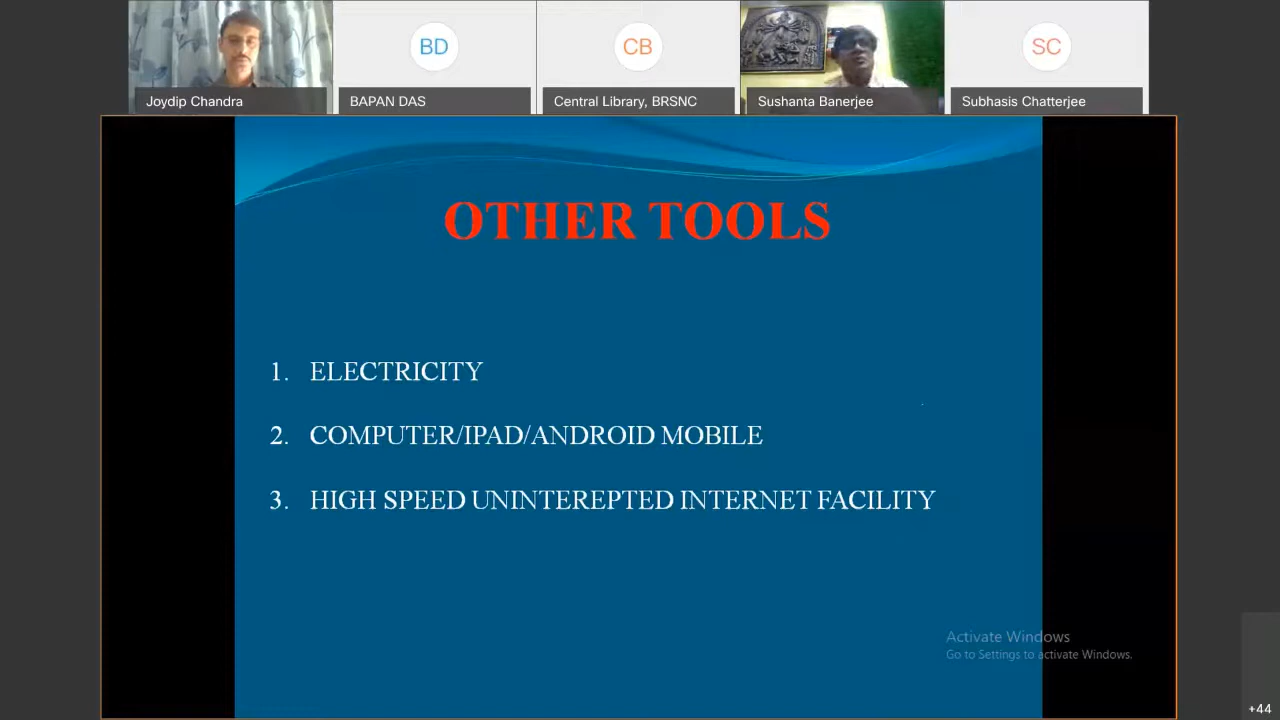 Joydip Chandra
BD
BAPAN DAS
CB
Central Library, BRSNC
Sushanta Banerjee
SC
Subhasis Chatterjee
OTHER TOOLS
1. ELECTRICITY
2. COMPUTER/IPAD/ANDROID MOBILE
3. HIGH SPEED UNINTEREPTED INTERNET FACILITY
Activate Windows
Go to Settings to activate Windows.
+44